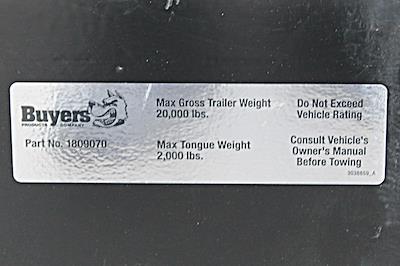 Buyers
PRODUCTS COMPANY
Part No. 1809070
Max Gross Trailer Weight
20,000 lbs.
Max Tongue Weight
2,000 lbs.
Do Not Exceed
Vehicle Rating
Consult Vehicle's
Owner's Manual
Before Towing
3036659_A